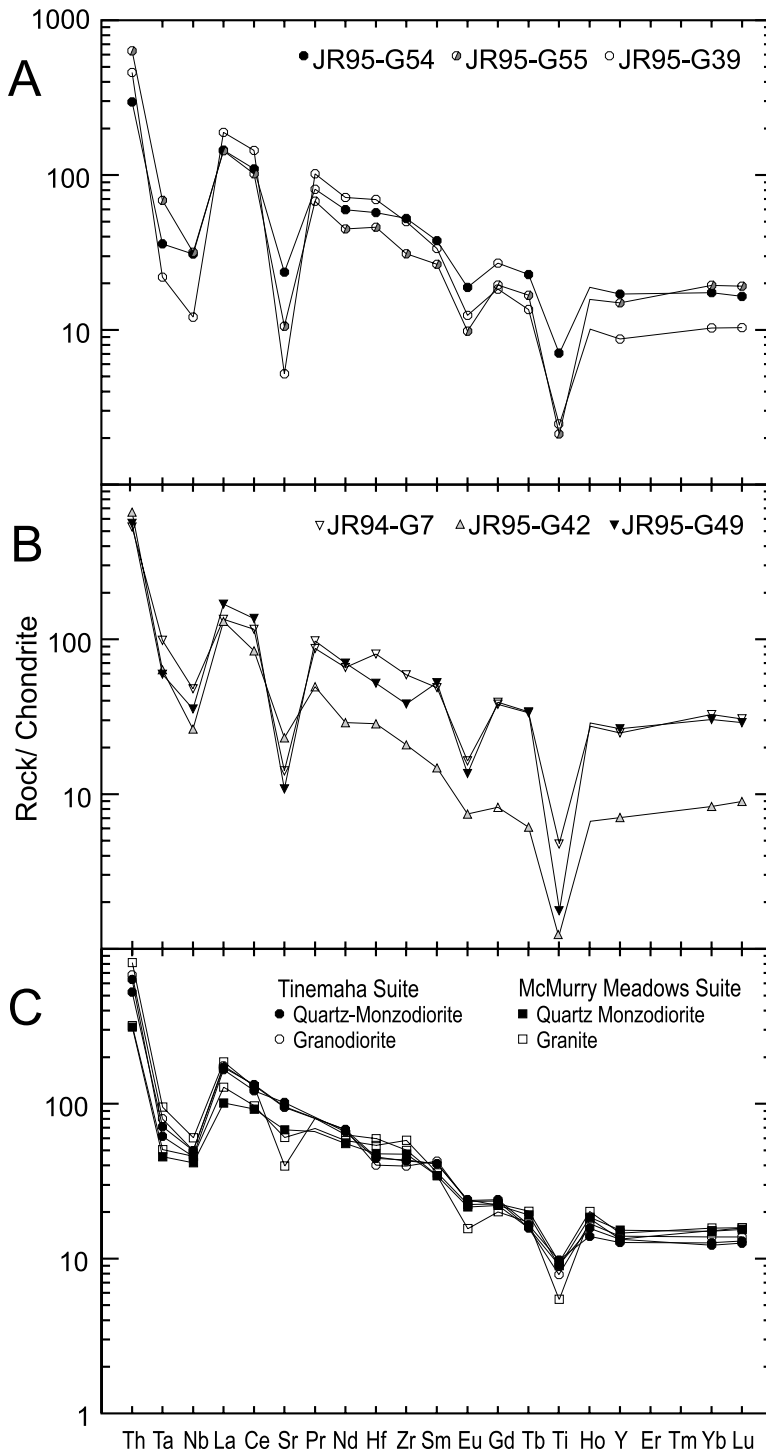 1000
A
JR95-G54 JR95-G55 JR95-G39
100
10
B
JR94-G7 JR95-G42 JR95-G49
100
Rock/ Chondrite
10
C
Tinemaha Suite McMurry Meadows Suite
Quartz-Monzodiorite Quartz Monzodiorite
Granodiorite Granite
100
10
1
Th Ta Nb La Ce Sr Pr Nd Hf Zr Sm Eu Gd Tb Ti Ho Y Er Tm Yb Lu